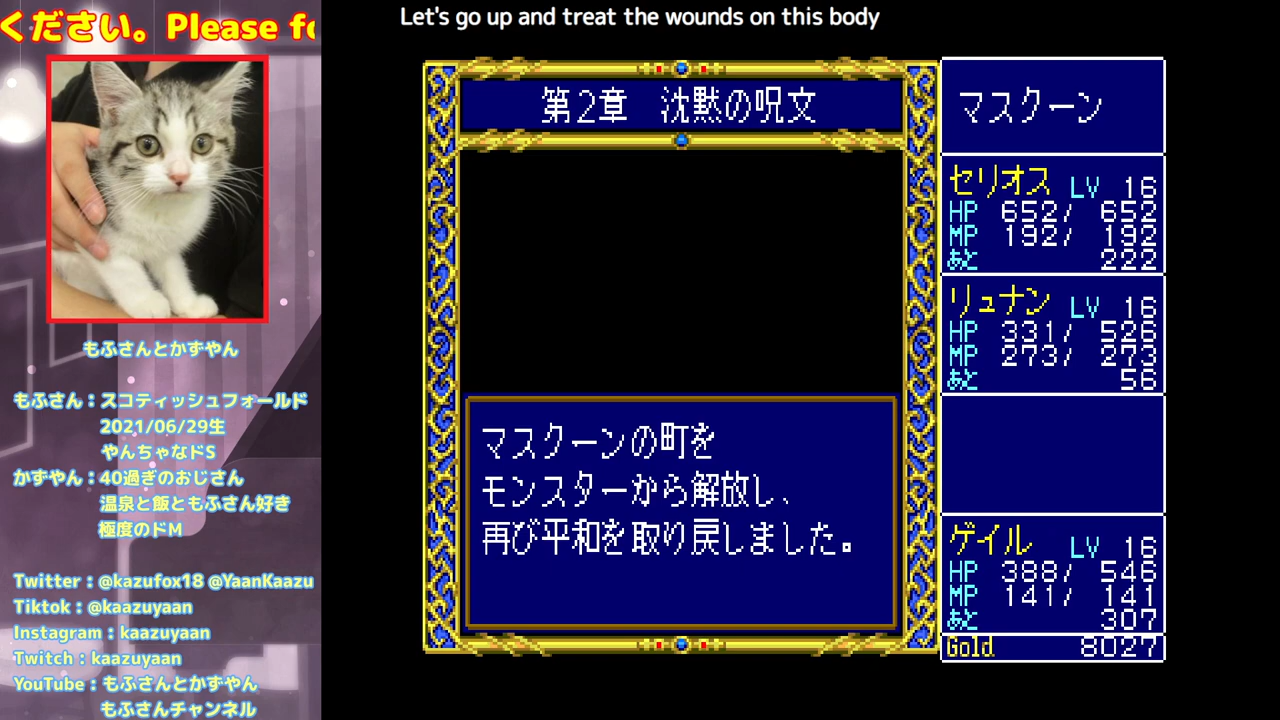 ください。Please fo
Let's go up and treat the wounds on this body
もふさんとかずやん
もふさん：スコティッシュフォールド
2021/06/29生
やんちゃなドS
かずやん：40過ぎのおじさん
温泉と飯ともふさん好き
極度のドM
Twitter：@kazufox18 @YaanKaazu
Tiktok：@kaazuyaan
Instagram：kaazuyaan
Twitch：kaazuyaan
YouTube：もふさんとかずやん
もふさんチャンネル
第2章 沈黙の呪文
マスクーンの町を
モンスターから解放し、
再び平和を取り戻しました。
マスクーン
セリオス LV 16
HP 652/ 652
MP 192/ 192
あと 222
リュナン LV 16
HP 331/ 526
MP 273/ 273
あと 56
ゲイル LV 16
HP 388/ 546
MP 141/ 141
あと 307
Gold 8027